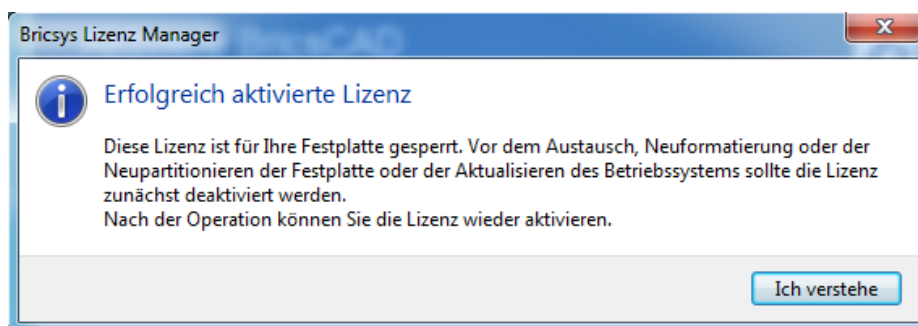 Bricsys Lizenz Manager
BricsCAD
Erfolgreich aktivierte Lizenz
Diese Lizenz ist für Ihre Festplatte gesperrt. Vor dem Austausch, Neuformatierung oder der
Neupartitionieren der Festplatte oder der Aktualisieren des Betriebssystems sollte die Lizenz
zunächst deaktiviert werden.
Nach der Operation können Sie die Lizenz wieder aktivieren.
Ich verstehe